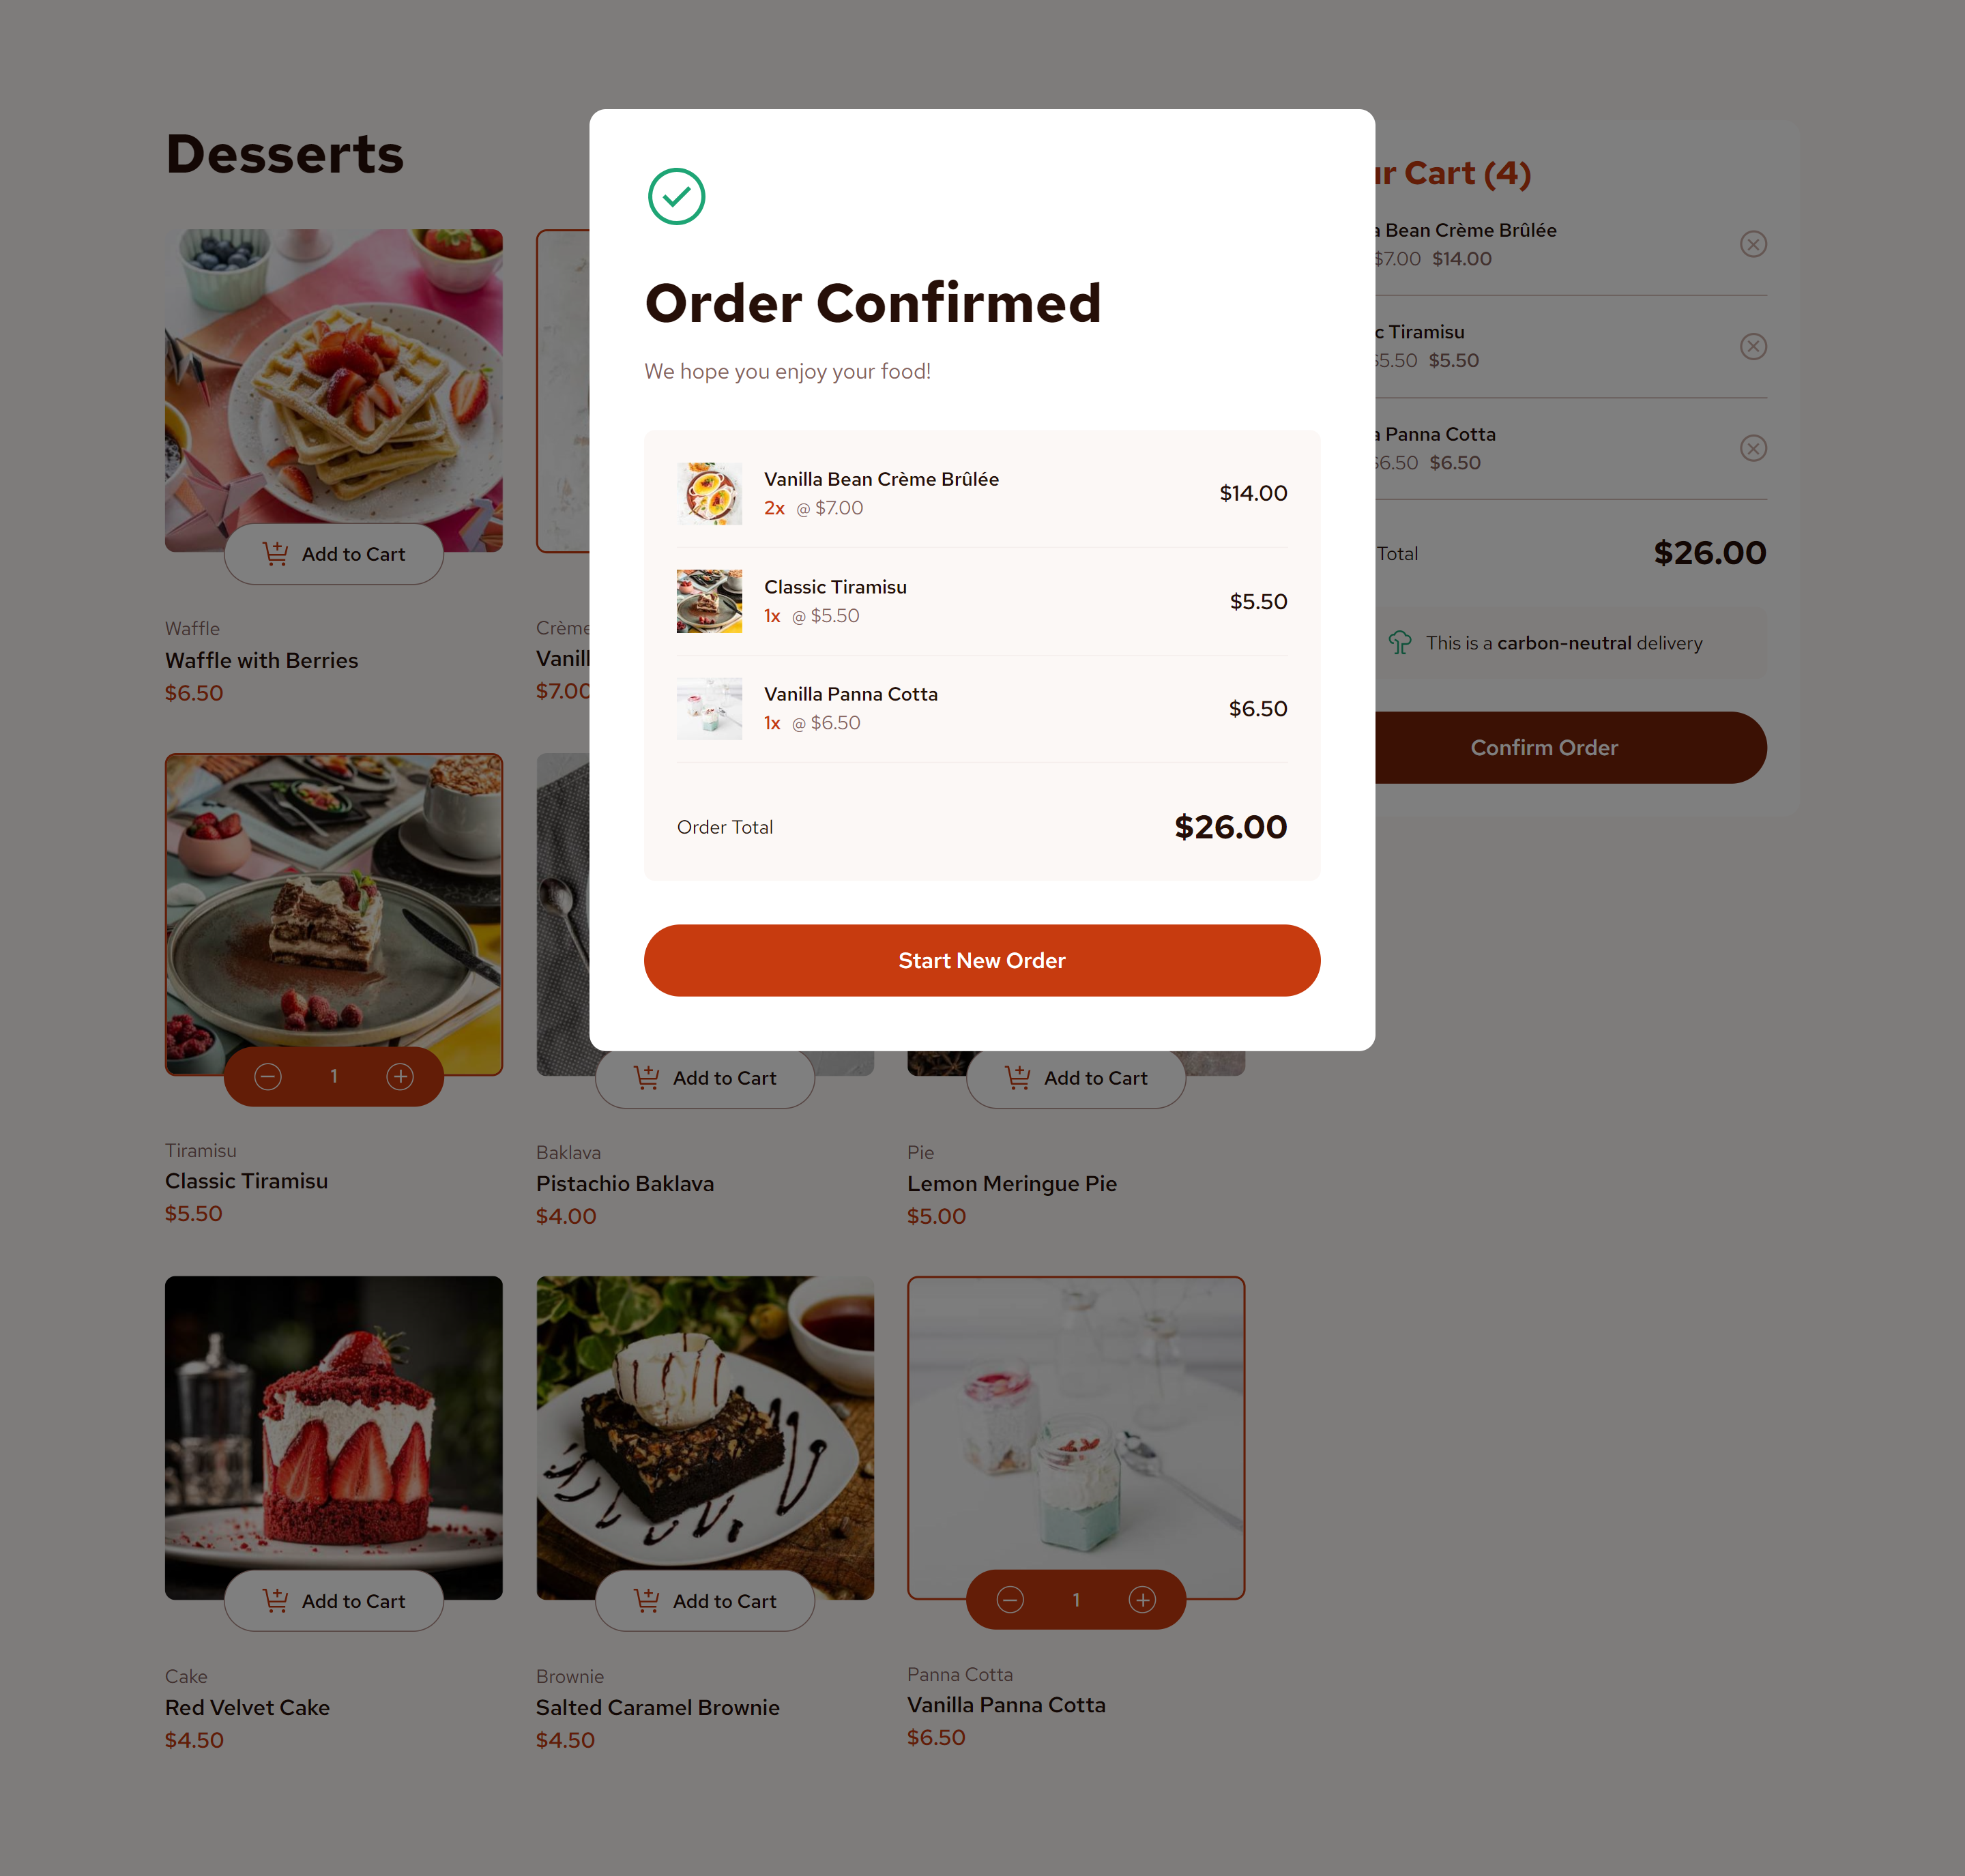 Desserts
Add to Cart
Waffle
Waffle with Berries
$6.50
Crème
$7.00
1
Tiramisu
Classic Tiramisu
$5.50
Add to Cart
Baklava
Pistachio Baklava
$4.00
Add to Cart
Pie
Lemon Meringue Pie
$5.00
Add to Cart
Cake
Red Velvet Cake
$4.50
Add to Cart
Brownie
Salted Caramel Brownie
$4.50
1
Panna Cotta
Vanilla Panna Cotta
$6.50
Order Confirmed
We hope you enjoy your food!
Vanilla Bean Crème Brûlée
2x @ $7.00
$14.00
Classic Tiramisu
1x @ $5.50
$5.50
Vanilla Panna Cotta
1x @ $6.50
$6.50
Order Total
$26.00
Start New Order
Cart (4)
Bean Crème Brûlée
$7.00 $14.00
Tiramisu
$5.50 $5.50
Panna Cotta
$6.50 $6.50
Total
$26.00
This is a carbon-neutral delivery
Confirm Order